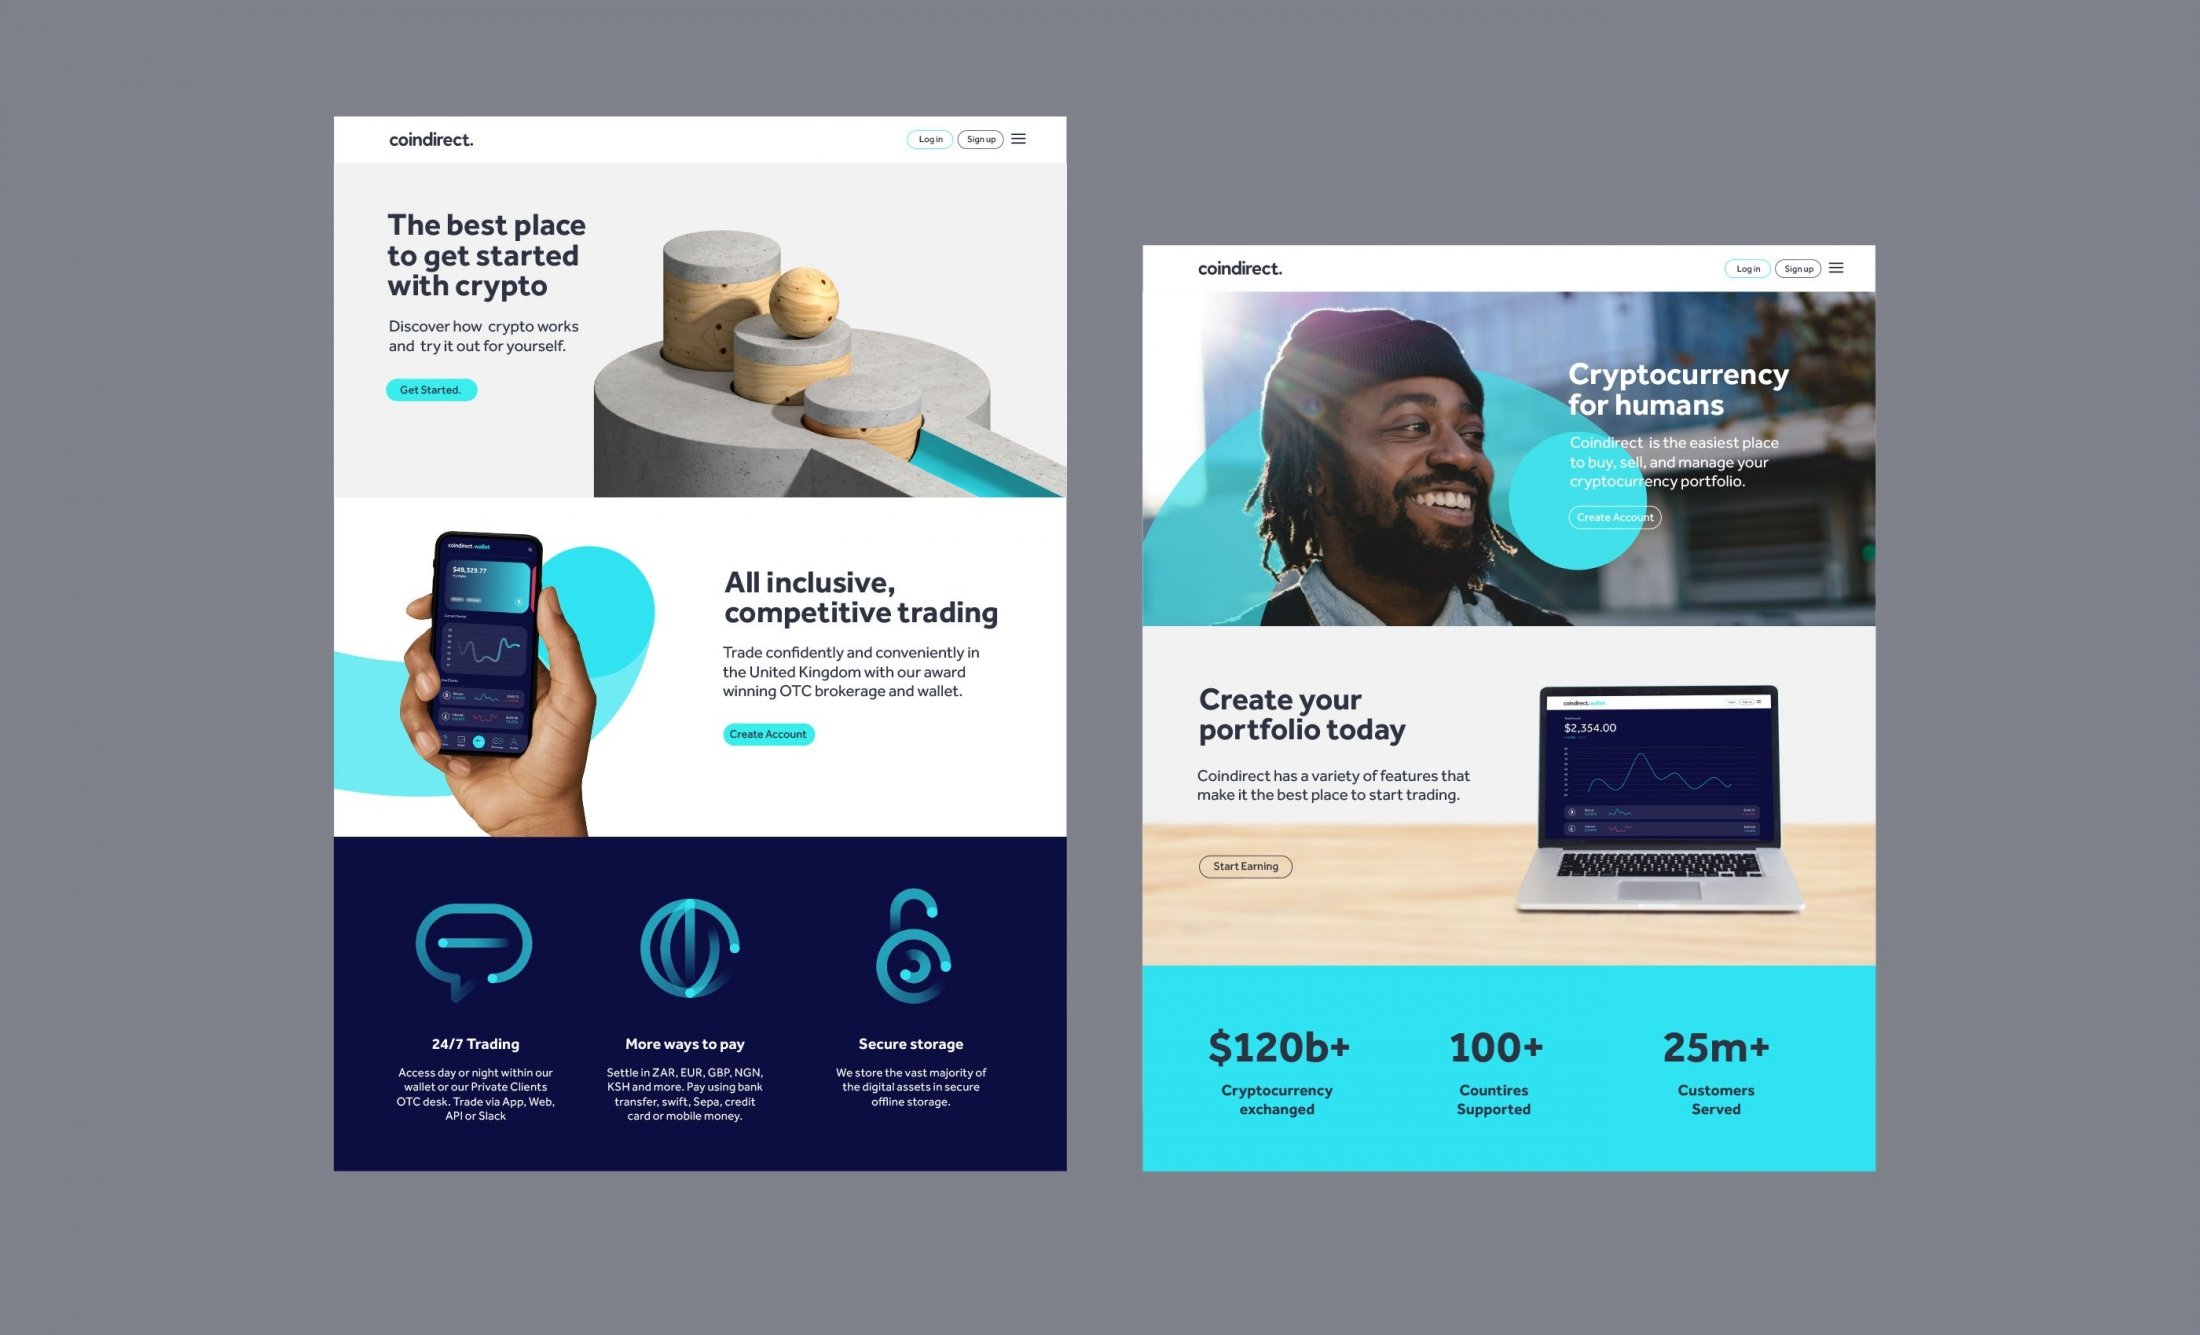 coindirect.
Log in
Sign up
The best place
to get started
with crypto
Discover how crypto works
and try it out for yourself.
Get Started.
coindirect.wallet
$49,329.77
All inclusive,
competitive trading
Trade confidently and conveniently in
the United Kingdom with our award
winning OTC brokerage and wallet.
Create Account
24/7 Trading
Access day or night within our
wallet or our Private Clients
OTC desk. Trade via App, Web,
API or Slack
More ways to pay
Settle in ZAR, EUR, GBP, NGN,
KSH and more. Pay using bank
transfer, swift, Sepa, credit
card or mobile money.
Secure storage
We store the vast majority of
the digital assets in secure
offline storage.
coindirect.
Log in
Sign up
Cryptocurrency
for humans
Coindirect is the easiest place
to buy, sell, and manage your
cryptocurrency portfolio.
Create Account
Create your
portfolio today
Coindirect has a variety of features that
make it the best place to start trading.
Start Earning
coindirect.wallet
$2,354.00
$120b+
Cryptocurrency
exchanged
100+
Countires
Supported
25m+
Customers
Served